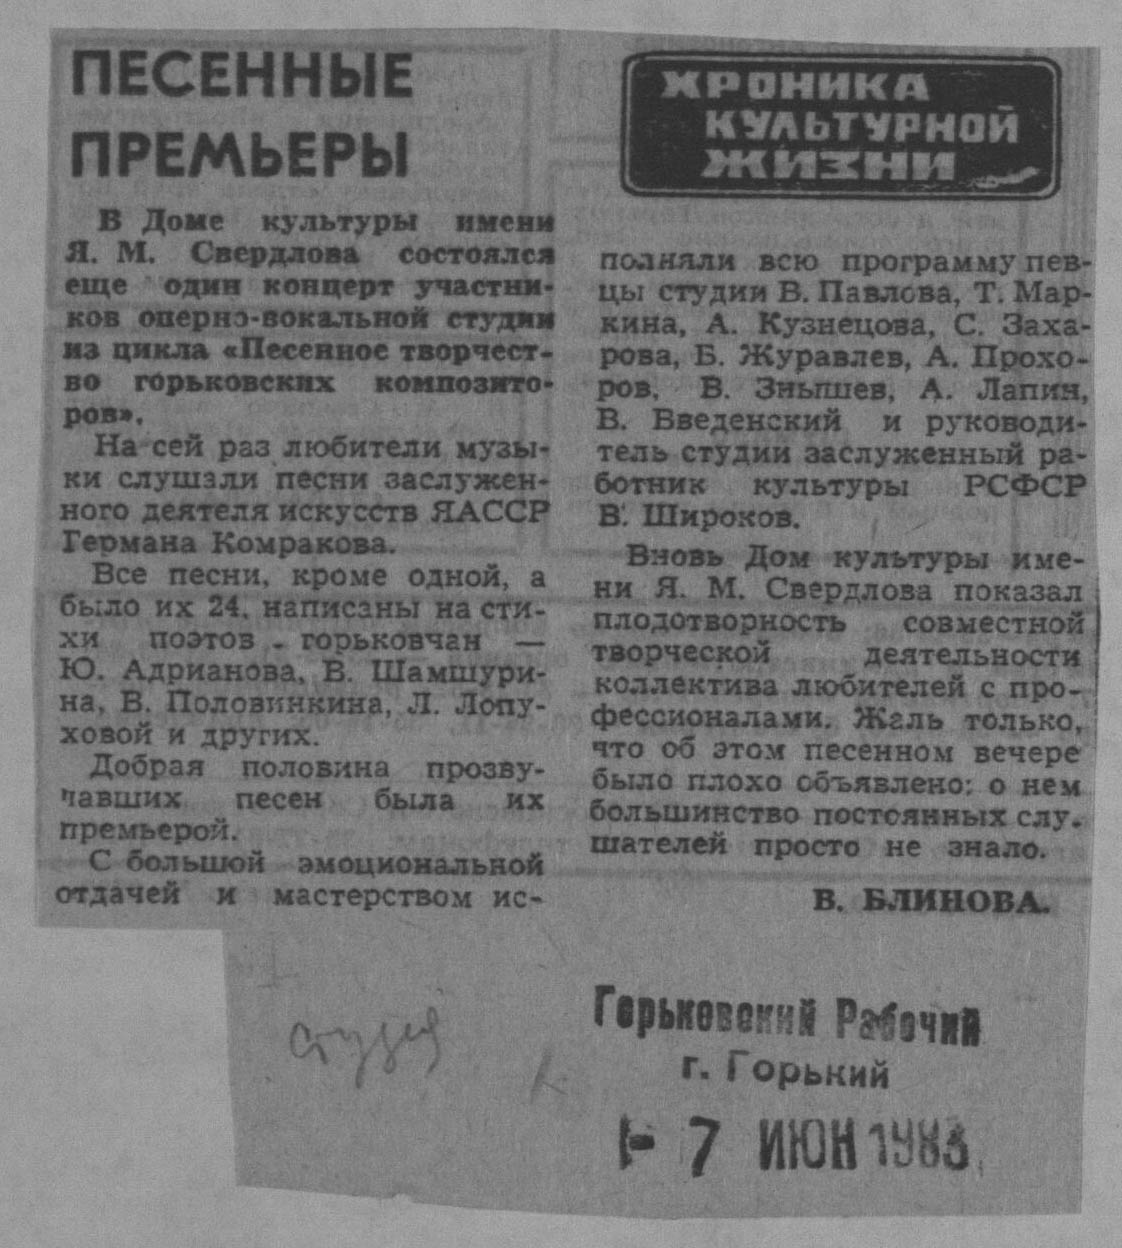 ПЕСЕННЫЕ
ПРЕМЬЕРЫ
В Доме культуры имени
Я. М. Свердлова состоялся
еще один концерт участни-
ков оперно-вокальной студии
из цикла «Песенное творчест-
во горьковских композито-
ров».
На сей раз любители музы-
ки слушали песни заслужен-
ного деятеля искусств ЯАССР
Германа Комракова.
Все песни, кроме одной, а
было их 24, написаны на сти-
хи поэтов - горьковчан —
Ю. Адрианова, В. Шамшури-
на, В. Половинкина, Л. Лопу-
ховой и других.
Добрая половина прозву-
чавших песен была их
премьерой.
С большой эмоциональной
отдачей и мастерством ис-
ХРОНИКА
КУЛЬТУРНОЙ
ЖИЗНИ
полняли всю программу пев-
цы студии В. Павлова, Т. Мар-
кина, А. Кузнецова, С. Заха-
рова, Б. Журавлев, А. Прохо-
ров, В. Знышев, А. Лапин,
В. Введенский и руководи-
тель студии заслуженный ра-
ботник культуры РСФСР
В. Широков.
Вновь Дом культуры име-
ни Я. М. Свердлова показал
плодотворность совместной
творческой деятельности
коллектива любителей с про-
фессионалами. Жаль только,
что об этом песенном вечере
было плохо объявлено: о нем
большинство постоянных слу-
шателей просто не знало.
В. БЛИНОВА.
Горьковский Рабочий
г. Горький
- 7 ИЮН 1983
студия